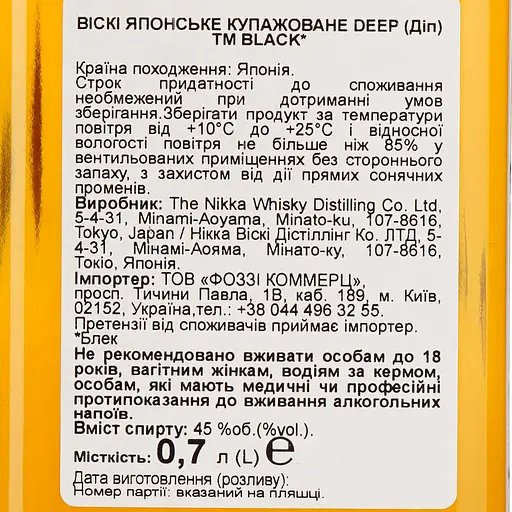 ВІСКІ ЯПОНСЬКЕ КУПАЖОВАНЕ DEEP (Діп)
ТМ BLACK*
Країна походження: Японія.
Строк придатності до споживання
необмежений при дотриманні умов
зберігання.Зберігати продукт за температури
повітря від +10°С до +25°С і відносної
вологості повітря не більше ніж 85% у
вентильованих приміщеннях без стороннього
запаху, з захистом від дії прямих сонячних
променів.
Виробник: The Nikka Whisky Distilling Co. Ltd,
5-4-31, Minami-Aoyama, Minato-ku, 107-8616,
Tokyo, Japan / Нікка Віскі Дістіллінг Ко. ЛТД, 5-
4-31, Мінамі-Аояма, Мінато-ку, 107-8616,
Токіо, Японія.
Імпортер: ТОВ «ФОЗЗІ КОММЕРЦ»,
просп. Тичини Павла, 1В, каб. 189, м. Київ,
02152, Україна,тел.: +38 044 496 32 55.
Претензії від споживачів приймає імпортер.
*Блек
Не рекомендовано вживати особам до 18
років, вагітним жінкам, водіям за кермом,
особам, які мають медичні чи професійні
протипоказання до вживання алкогольних
напоїв.
Вміст спирту: 45 %об.(%vol.).
Місткість: 0,7 л (L) ℮
Дата виготовлення (розливу):
Номер партії: вказаний на пляшці.